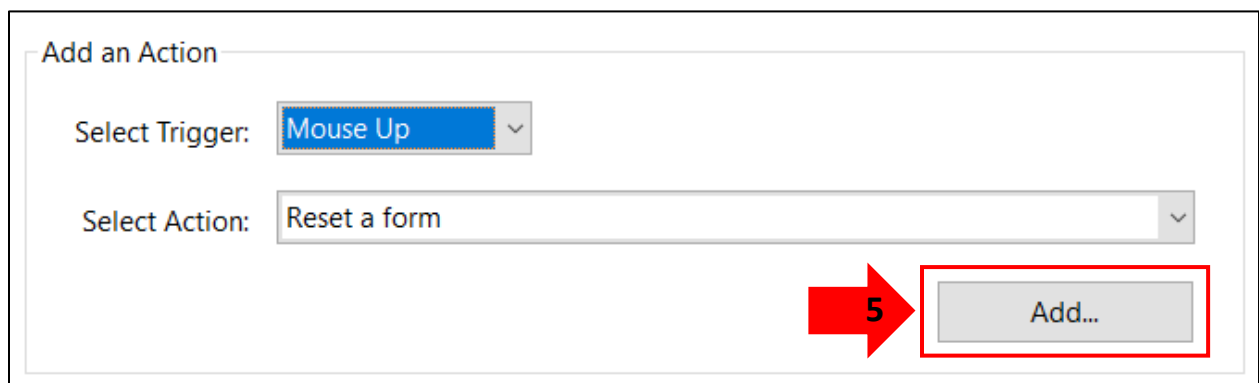 Add an Action
Select Trigger: Mouse Up
Select Action: Reset a form
5 Add...